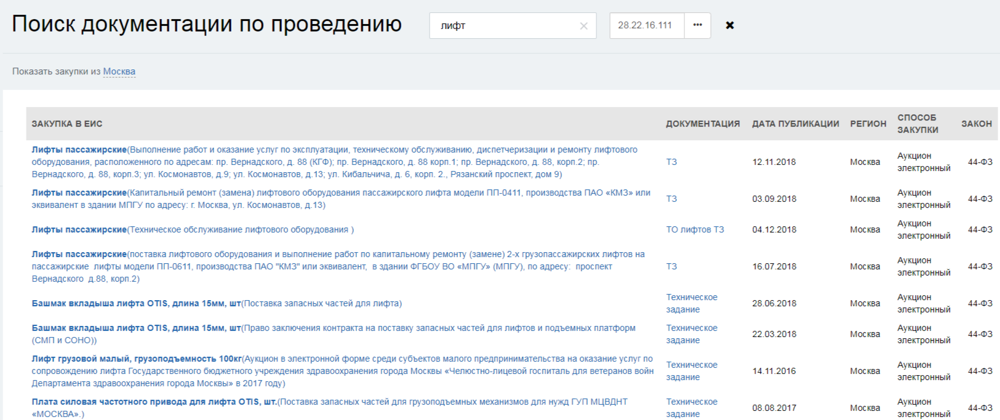 Поиск документации по проведению
лифт
28.22.16.111
Показать закупки из Москва
ЗАКУПКА В ЕИС
ДОКУМЕНТАЦИЯ
ДАТА ПУБЛИКАЦИИ
РЕГИОН
СПОСОБ
ЗАКУПКИ
ЗАКОН
Лифты пассажирские(Выполнение работ и оказание услуг по эксплуатации, техническому обслуживанию, диспетчеризации и ремонту лифтового
оборудования, расположенного по адресам: пр. Вернадского, д. 88 (КГФ); пр. Вернадского, д. 88 корп.1; пр. Вернадского, д. 88, корп.2; пр.
Вернадского, д. 88, корп.3; ул. Космонавтов, д.9; ул. Космонавтов, д.13; ул. Кибальчича, д. 6, корп. 2., Рязанский проспект, дом 9)
ТЗ
12.11.2018
Москва
Аукцион
электронный
44-ФЗ
Лифты пассажирские(Капитальный ремонт (замена) лифтового оборудования пассажирского лифта модели ПП-0411, производства ПАО «КМЗ» или
эквивалент в здании МПГУ по адресу: г. Москва, ул. Космонавтов, д.13)
ТЗ
03.09.2018
Москва
Аукцион
электронный
44-ФЗ
Лифты пассажирские(Техническое обслуживание лифтового оборудования )
ТО лифтов ТЗ
04.12.2018
Москва
Аукцион
электронный
44-ФЗ
Лифты пассажирские(поставка лифтового оборудования и выполнение работ по капитальному ремонту (замене) 2-х грузопассажирских лифтов на
пассажирские лифты модели ПП-0611, производства ПАО "КМЗ" или эквивалент, в здании ФГБОУ ВО «МПГУ» (МПГУ), по адресу: проспект
Вернадского д.88, корп.2)
ТЗ
16.07.2018
Москва
Аукцион
электронный
44-ФЗ
Башмак вкладыша лифта OTIS, длина 15мм, шт(Поставка запасных частей для лифта)
Техническое
задание
28.06.2018
Москва
Аукцион
электронный
44-ФЗ
Башмак вкладыша лифта OTIS, длина 15мм, шт(Право заключения контракта на поставку запасных частей для лифтов и подъемных платформ
(СМП и СОНО))
Техническое
задание
22.03.2018
Москва
Аукцион
электронный
44-ФЗ
Лифт грузовой малый, грузоподъемность 100кг(Аукцион в электронной форме среди субъектов малого предпринимательства на оказание услуг по
сопровождению лифта Государственного бюджетного учреждения здравоохранения города Москвы «Челюстно-лицевой госпиталь для ветеранов войн
Департамента здравоохранения города Москвы» в 2017 году)
Техническое
задание
14.11.2016
Москва
Аукцион
электронный
44-ФЗ
Плата силовая частотного привода для лифта OTIS, шт.(Поставка запасных частей для грузоподъемных механизмов для нужд ГУП МЦВДНТ
«МОСКВА».)
Техническое
задание
08.08.2017
Москва
Аукцион
электронный
44-ФЗ